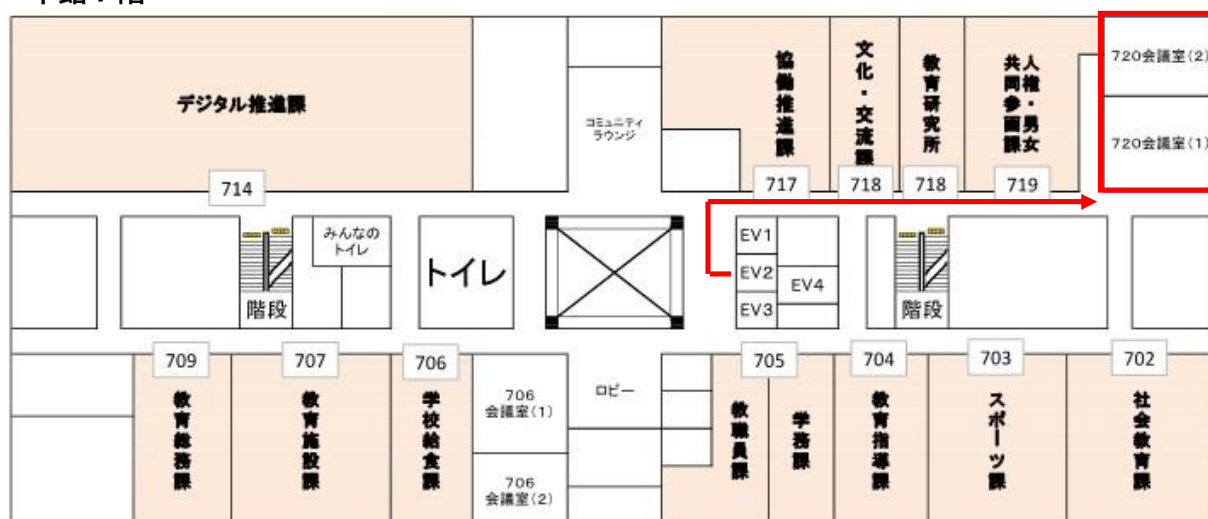 デジタル推進課
714
コミュニティ
ラウンジ
協働推進課
717
文化・交流課
718
教育研究所
718
人権・男女
共同参画課
719
720会議室(2)
720会議室(1)
階段
みんなの
トイレ
トイレ
EV1
EV2
EV3
EV4
階段
709
教育総務課
707
教育施設課
706
学校給食課
706
会議室(1)
706
会議室(2)
ロビー
705
教職員課
学務課
704
教育指導課
703
スポーツ課
702
社会教育課